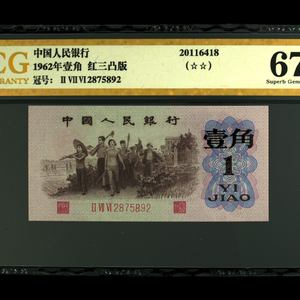 CG
RRANTY
中国人民银行
1962年壹角 红三凸版
冠号: II VII VI 2875892
20116418
(☆☆)
67
Superb Gem
中国人民银行
壹角
1
YI
JIAO
II VII VI 2875892